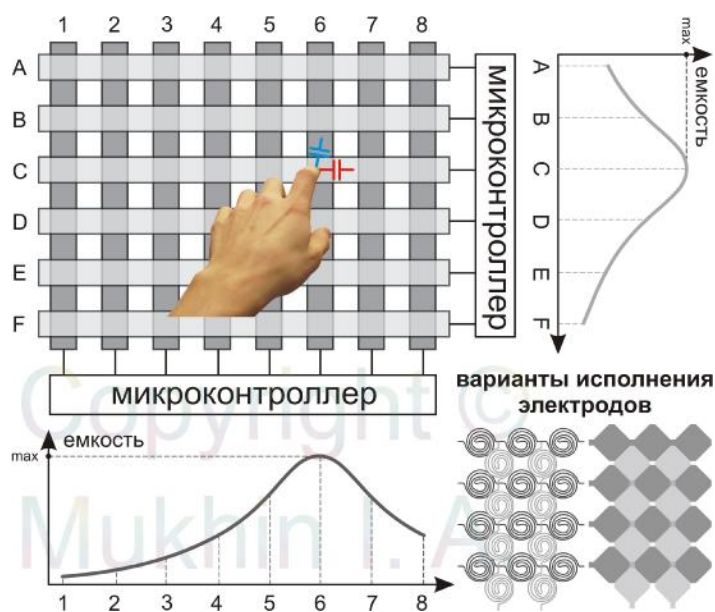 1 2 3 4 5 6 7 8
A
B
C
D
E
F
микроконтроллер
микроконтроллер
max
емкость
A
B
C
D
E
F
варианты исполнения
электродов
емкость
max
1 2 3 4 5 6 7 8
Copyright ©
Mukhin I. A.